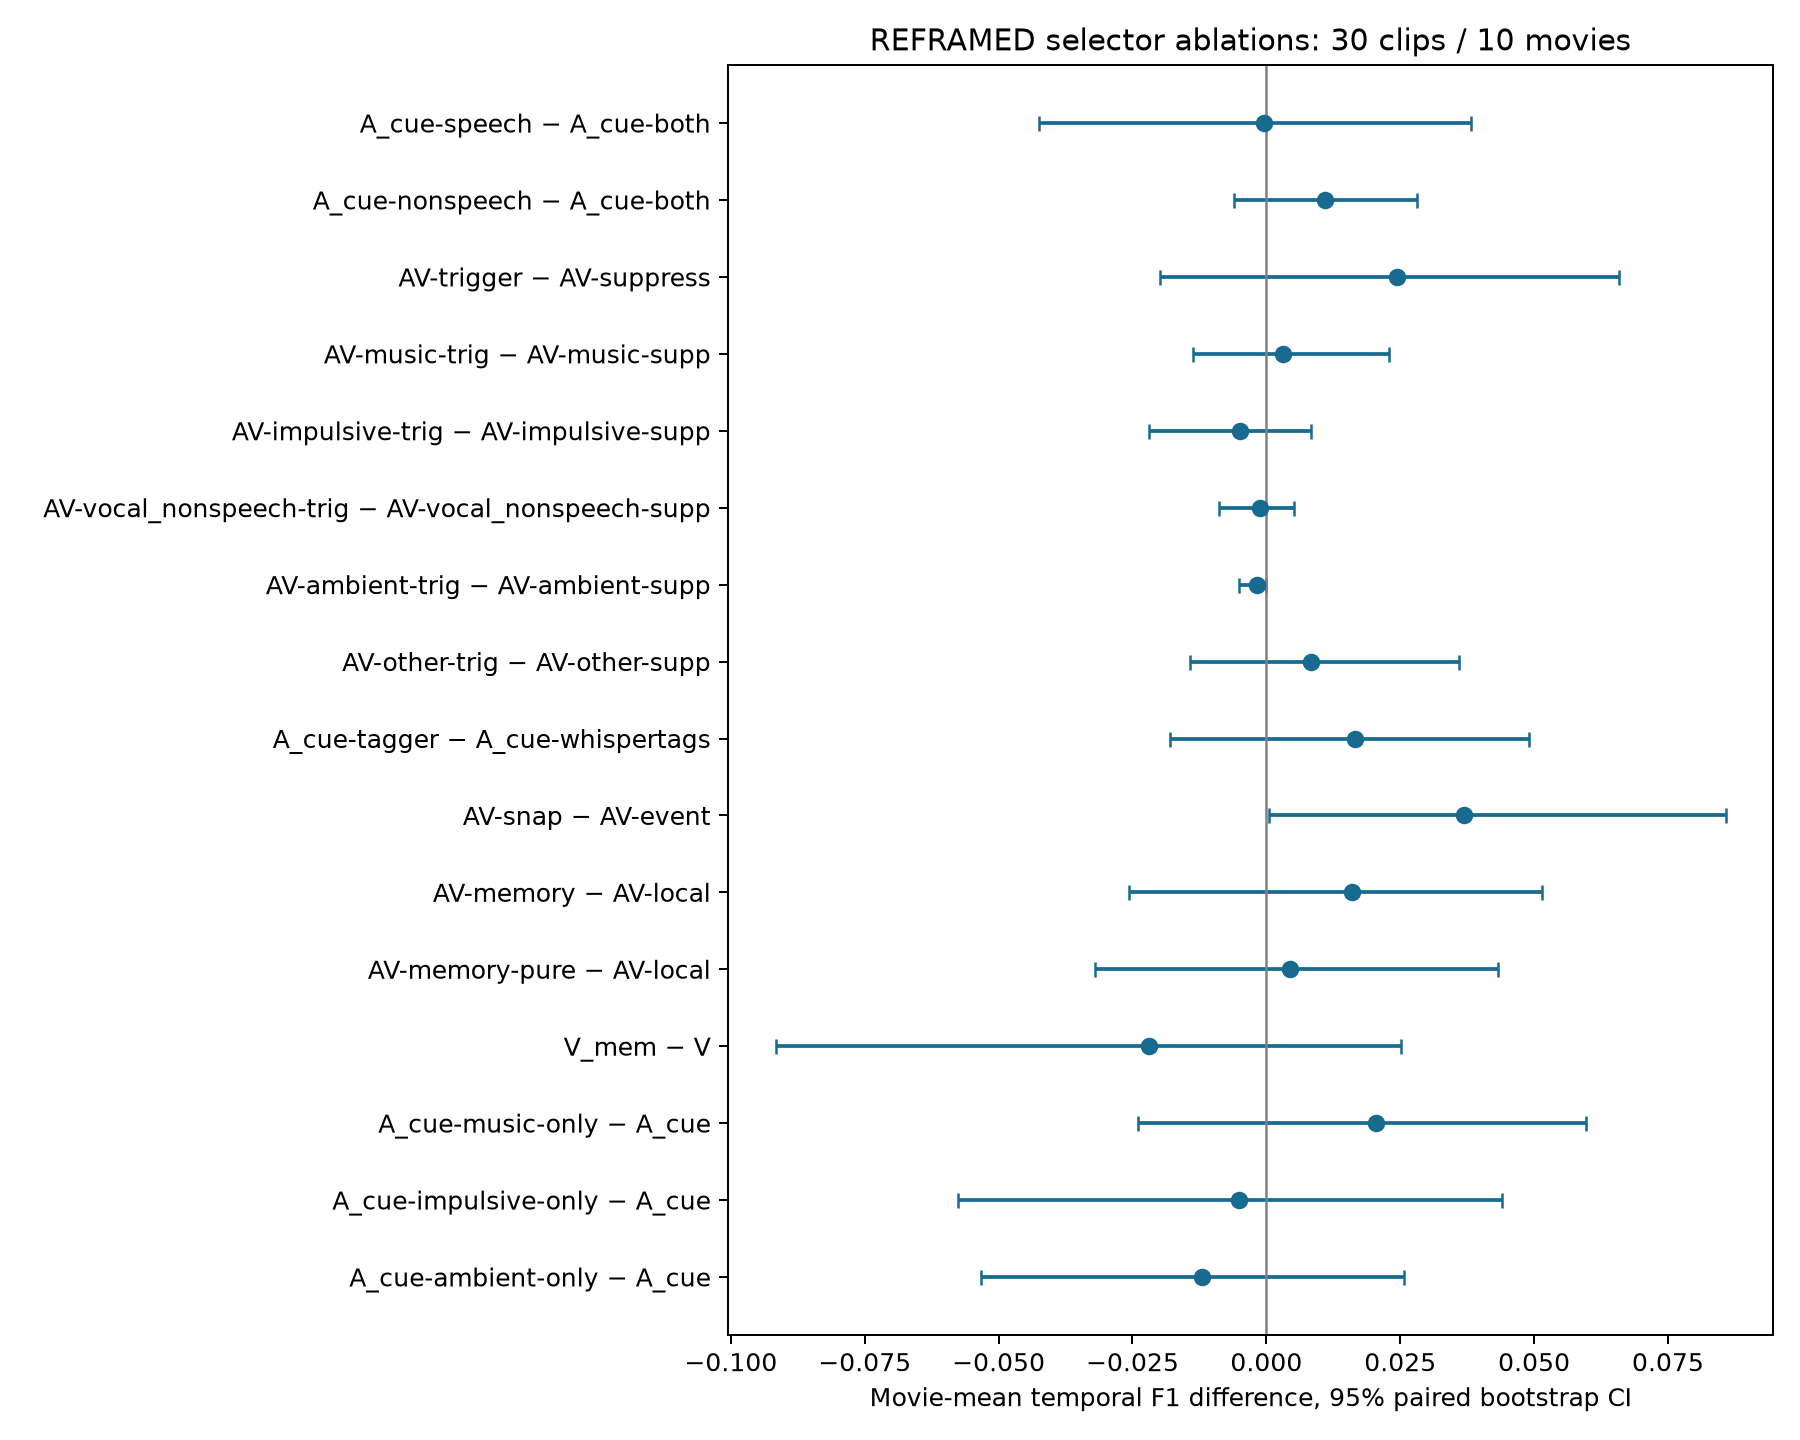 REFRAMED selector ablations: 30 clips / 10 movies
A_cue-speech − A_cue-both
A_cue-nonspeech − A_cue-both
AV-trigger − AV-suppress
AV-music-trig − AV-music-supp
AV-impulsive-trig − AV-impulsive-supp
AV-vocal_nonspeech-trig − AV-vocal_nonspeech-supp
AV-ambient-trig − AV-ambient-supp
AV-other-trig − AV-other-supp
A_cue-tagger − A_cue-whispertags
AV-snap − AV-event
AV-memory − AV-local
AV-memory-pure − AV-local
V_mem − V
A_cue-music-only − A_cue
A_cue-impulsive-only − A_cue
A_cue-ambient-only − A_cue
−0.100 −0.075 −0.050 −0.025 0.000 0.025 0.050 0.075
Movie-mean temporal F1 difference, 95% paired bootstrap CI